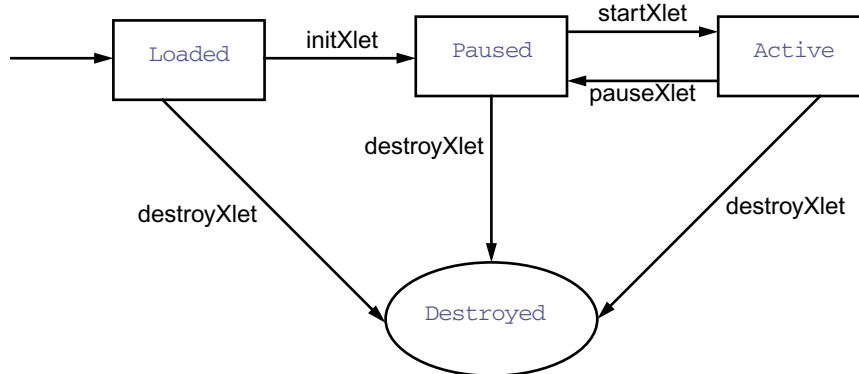 startXlet
Loaded
initXlet
Paused
Active
pauseXlet
destroyXlet
destroyXlet
destroyXlet
Destroyed